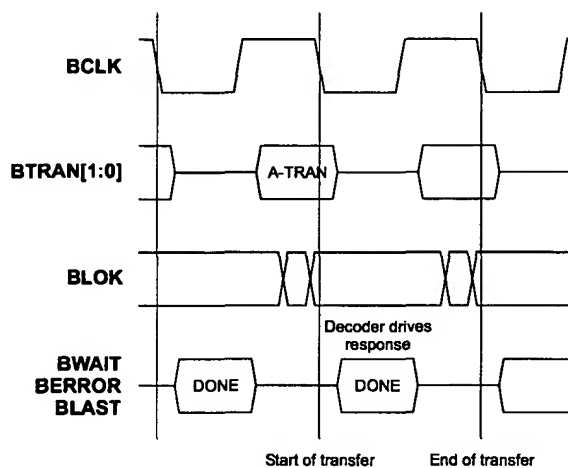 BCLK
BTRAN[1:0]
A-TRAN
BLOK
Decoder drives
response
BWAIT
BERROR
BLAST
DONE
DONE
Start of transfer
End of transfer